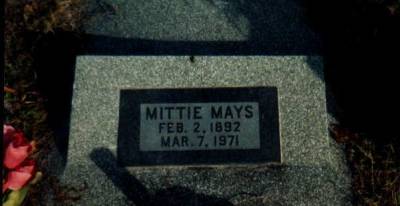 MITTIE MAYS
FEB. 2, 1892
MAR. 7, 1971